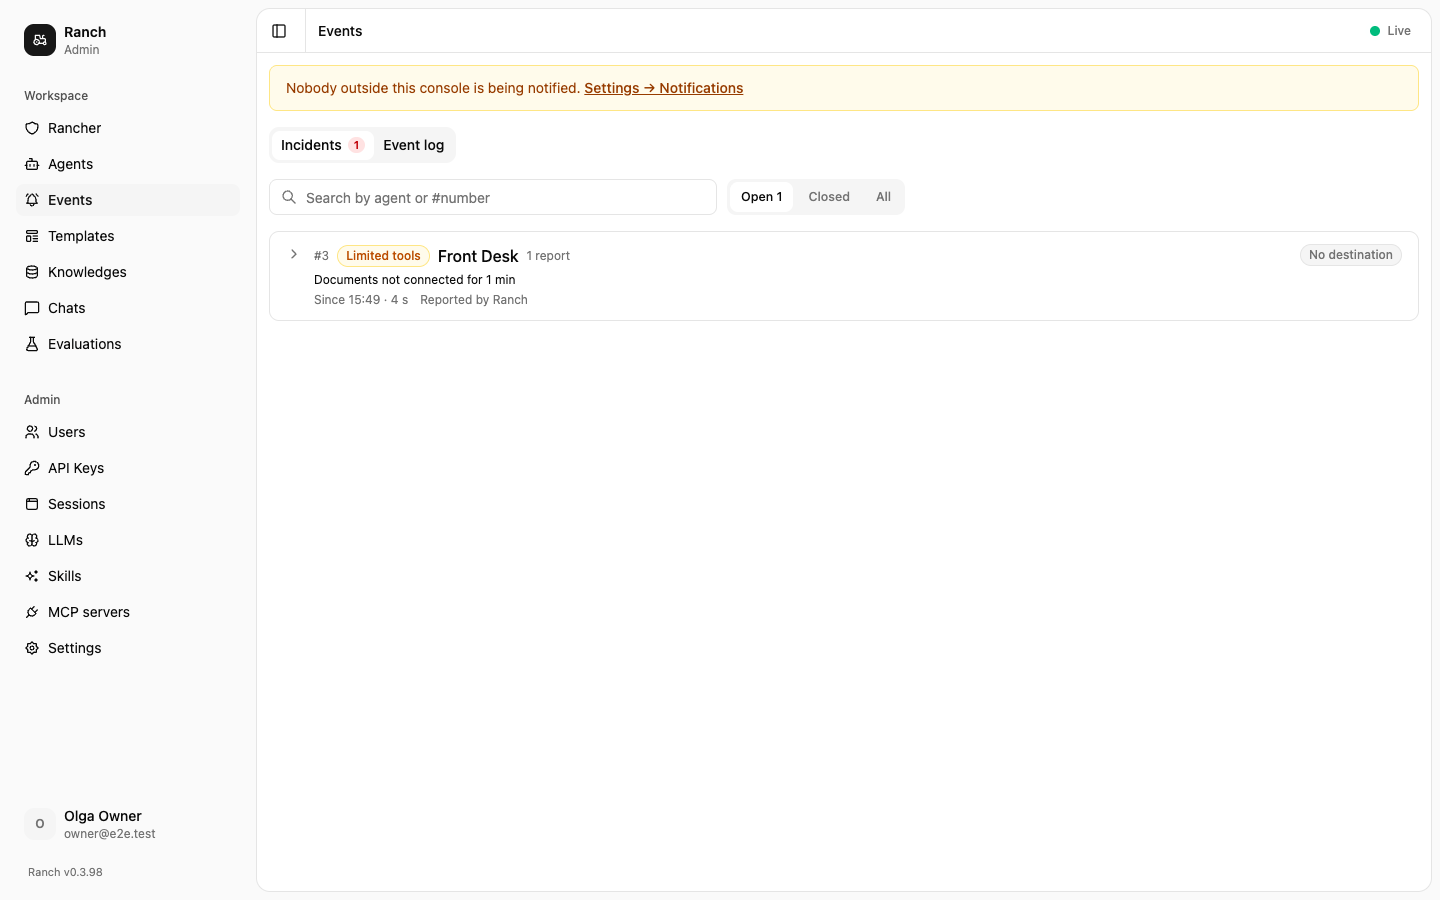 Ranch
Admin
Workspace
Rancher
Agents
Events
Templates
Knowledges
Chats
Evaluations
Admin
Users
API Keys
Sessions
LLMs
Skills
MCP servers
Settings
O
Olga Owner
owner@e2e.test
Ranch v0.3.98
Events
Live
Nobody outside this console is being notified. Settings → Notifications
Incidents 1 Event log
Search by agent or #number
Open 1 Closed All
#3 Limited tools Front Desk 1 report
No destination
Documents not connected for 1 min
Since 15:49 · 4 s Reported by Ranch